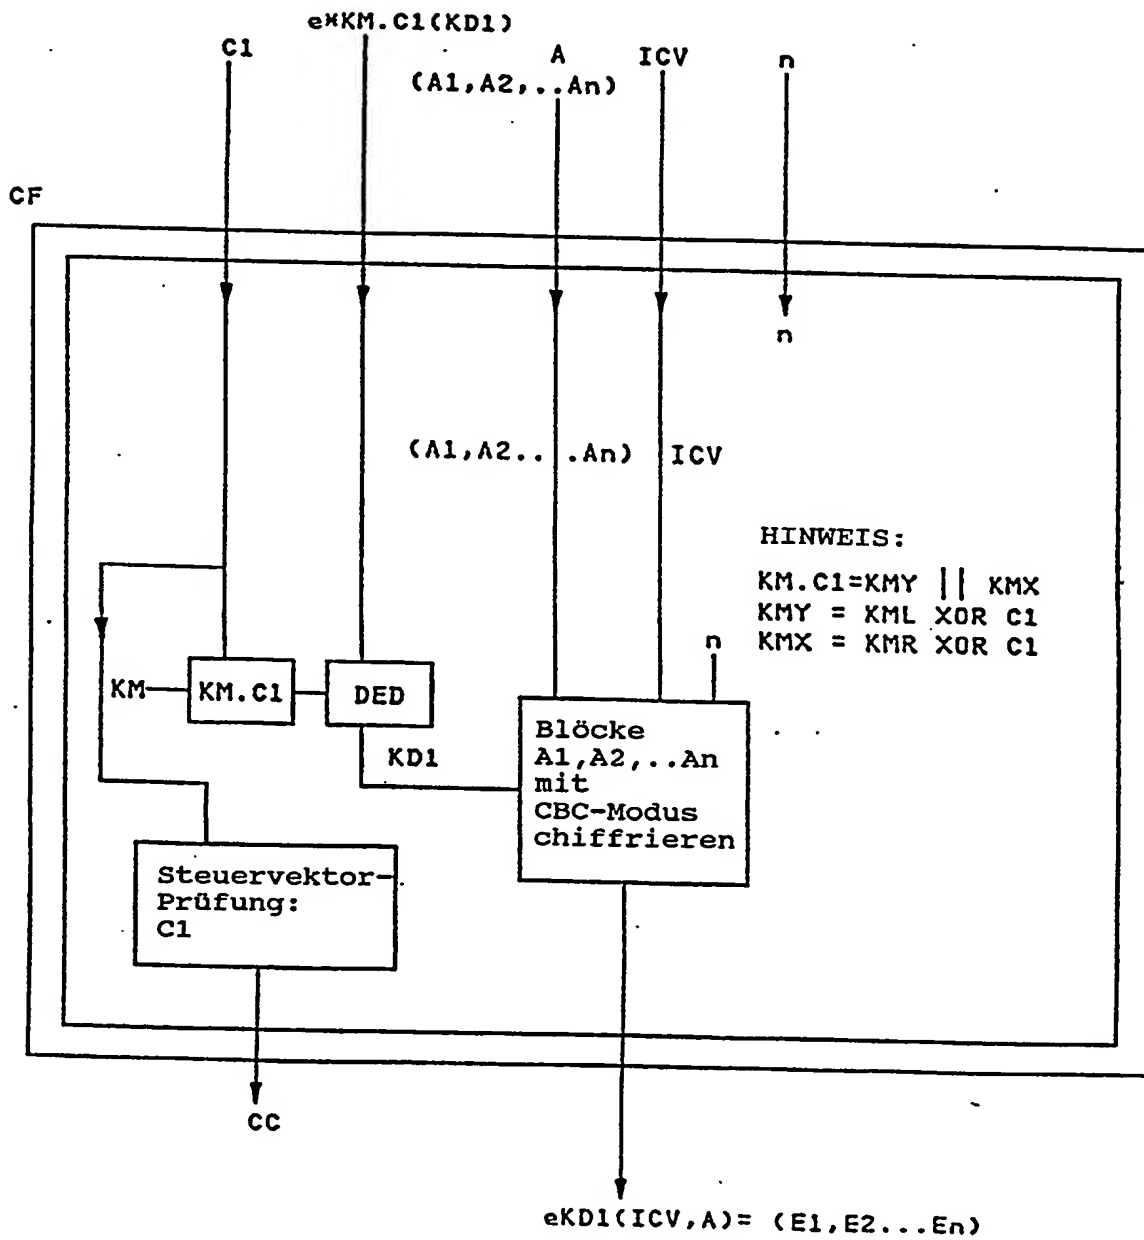 e*KM.C1(KD1)
C1
A
ICV
n
(A1,A2,..An)
CF
n
(A1,A2....An)
ICV
HINWEIS:
KM.C1=KMY || KMX
KMY = KML XOR C1
KMX = KMR XOR C1
n
KM
KM.C1
DED
KD1
Blöcke
A1,A2,..An
mit
CBC-Modus
chiffrieren
Steuervektor-
Prüfung:
C1
CC
eKD1(ICV,A)= (E1,E2...En)